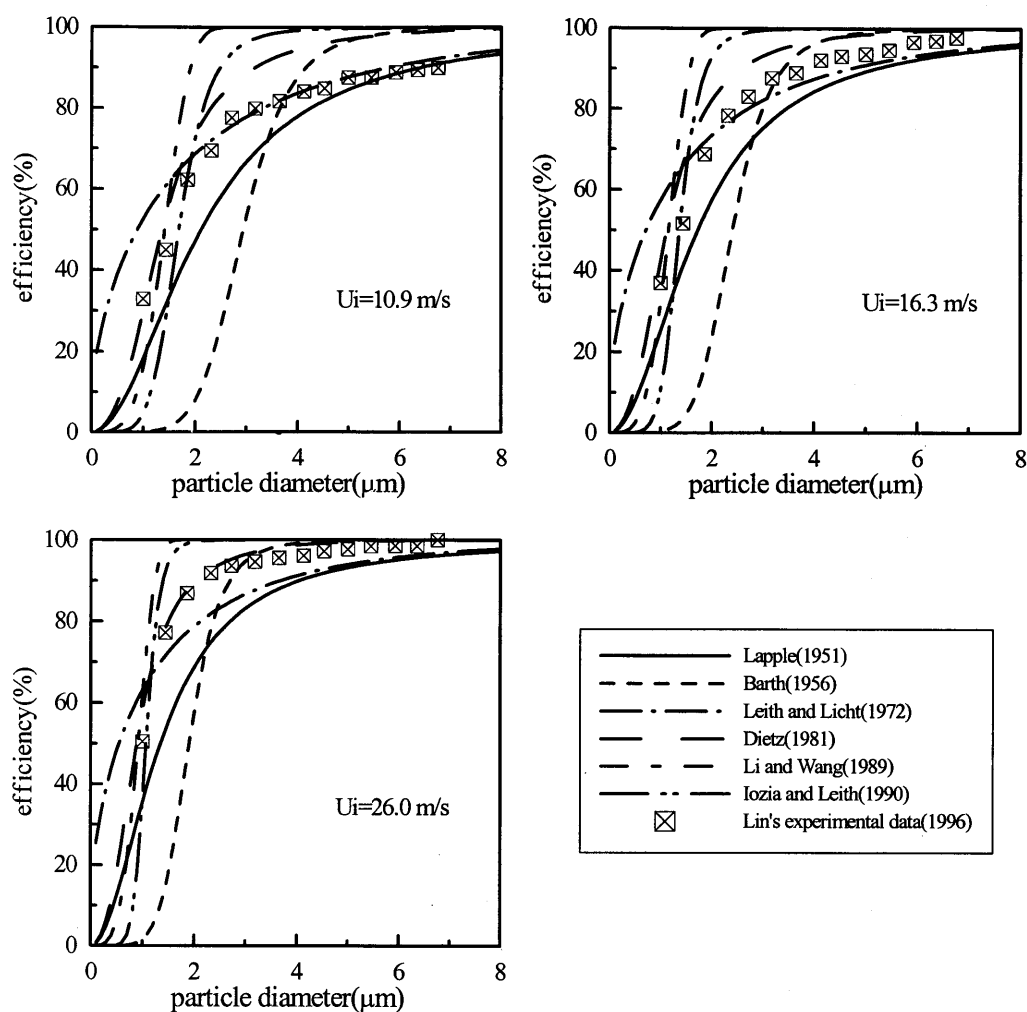 100
80
60
40
20
0
efficiency(%)
Ui=10.9 m/s
0 2 4 6 8
particle diameter(μm)
100
80
60
40
20
0
efficiency(%)
Ui=16.3 m/s
0 2 4 6 8
particle diameter(μm)
100
80
60
40
20
0
efficiency(%)
Ui=26.0 m/s
0 2 4 6 8
particle diameter(μm)
Lapple(1951)
Barth(1956)
Leith and Licht(1972)
Dietz(1981)
Li and Wang(1989)
Iozia and Leith(1990)
Lin's experimental data(1996)